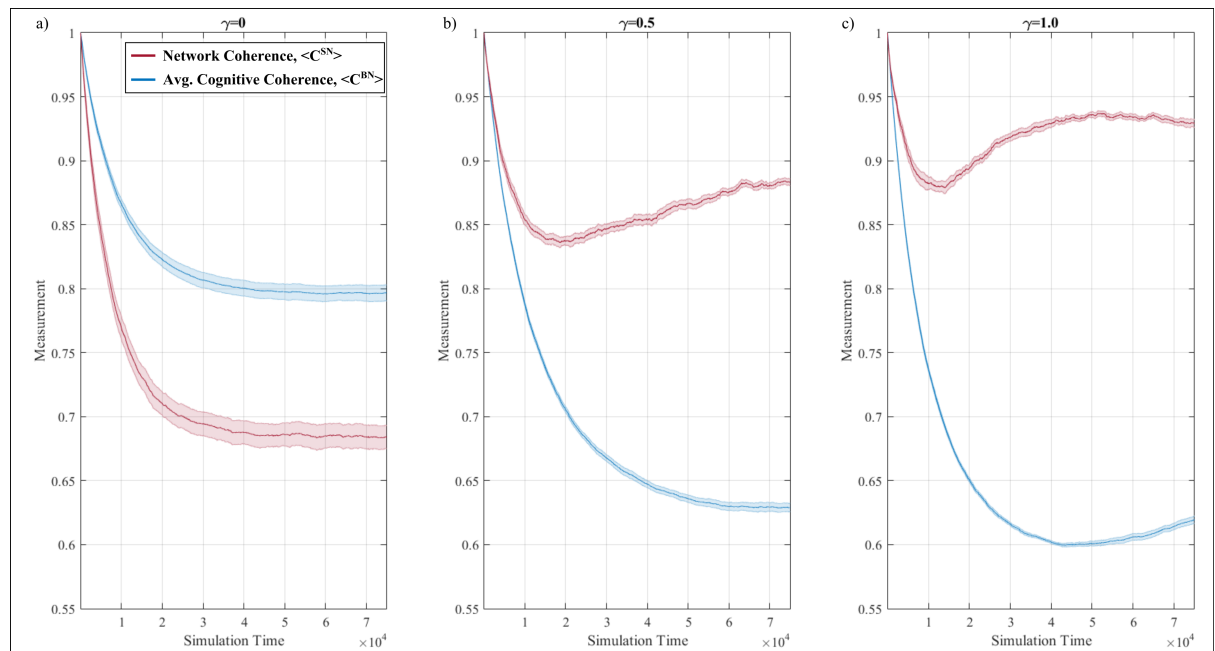 a)
γ=0
Network Coherence, <C^SN>
Avg. Cognitive Coherence, <C^BN>
Measurement
1
0.95
0.9
0.85
0.8
0.75
0.7
0.65
0.6
0.55
1 2 3 4 5 6 7
Simulation Time
×10^4
b)
γ=0.5
Measurement
1
0.95
0.9
0.85
0.8
0.75
0.7
0.65
0.6
0.55
1 2 3 4 5 6 7
Simulation Time
×10^4
c)
γ=1.0
Measurement
1
0.95
0.9
0.85
0.8
0.75
0.7
0.65
0.6
0.55
1 2 3 4 5 6 7
Simulation Time
×10^4